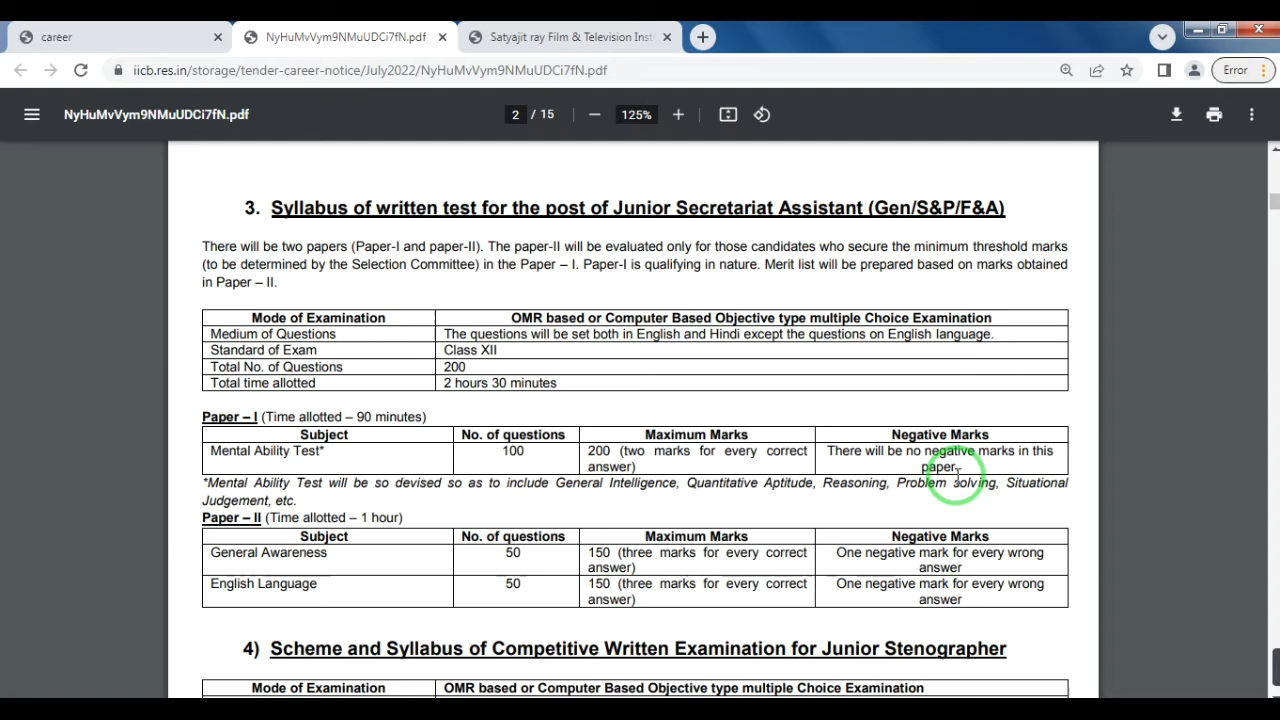 career
NyHuMvVym9NMuUDCi7fN.pdf
Satyajit ray Film & Television Inst
iicb.res.in/storage/tender-career-notice/July2022/NyHuMvVym9NMuUDCi7fN.pdf
Error
NyHuMvVym9NMuUDCi7fN.pdf
2 / 15
125%
3. Syllabus of written test for the post of Junior Secretariat Assistant (Gen/S&P/F&A)
There will be two papers (Paper-I and paper-II). The paper-II will be evaluated only for those candidates who secure the minimum threshold marks
(to be determined by the Selection Committee) in the Paper – I. Paper-I is qualifying in nature. Merit list will be prepared based on marks obtained
in Paper – II.
Mode of Examination OMR based or Computer Based Objective type multiple Choice Examination
Medium of Questions The questions will be set both in English and Hindi except the questions on English language.
Standard of Exam Class XII
Total No. of Questions 200
Total time allotted 2 hours 30 minutes
Paper – I (Time allotted – 90 minutes)
Subject No. of questions Maximum Marks Negative Marks
Mental Ability Test* 100 200 (two marks for every correct There will be no negative marks in this
answer) paper
*Mental Ability Test will be so devised so as to include General Intelligence, Quantitative Aptitude, Reasoning, Problem solving, Situational
Judgement, etc.
Paper – II (Time allotted – 1 hour)
Subject No. of questions Maximum Marks Negative Marks
General Awareness 50 150 (three marks for every correct One negative mark for every wrong
answer) answer
English Language 50 150 (three marks for every correct One negative mark for every wrong
answer) answer
4) Scheme and Syllabus of Competitive Written Examination for Junior Stenographer
Mode of Examination OMR based or Computer Based Objective type multiple Choice Examination